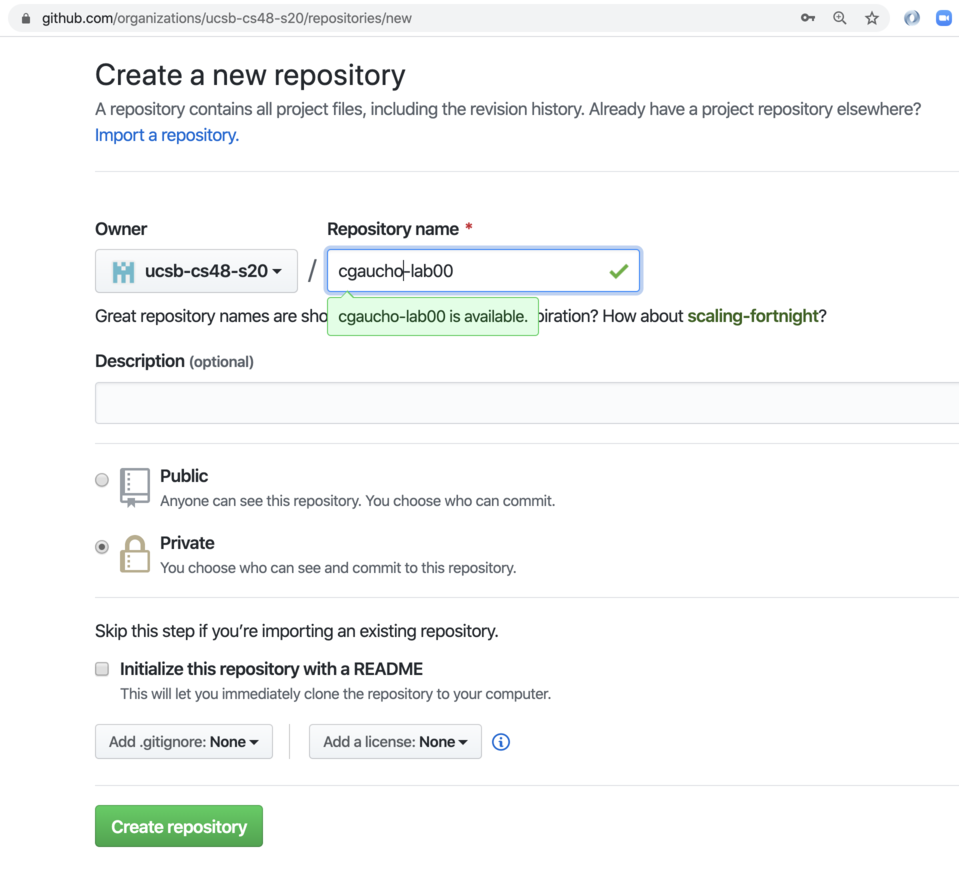 github.com/organizations/ucsb-cs48-s20/repositories/new
Create a new repository
A repository contains all project files, including the revision history. Already have a project repository elsewhere?
Import a repository.
Owner
Repository name *
ucsb-cs48-s20 / cgaucho-lab00
Great repository names are sho
cgaucho-lab00 is available.
piration? How about scaling-fortnight?
Description (optional)
Public
Anyone can see this repository. You choose who can commit.
Private
You choose who can see and commit to this repository.
Skip this step if you’re importing an existing repository.
Initialize this repository with a README
This will let you immediately clone the repository to your computer.
Add .gitignore: None
Add a license: None
Create repository